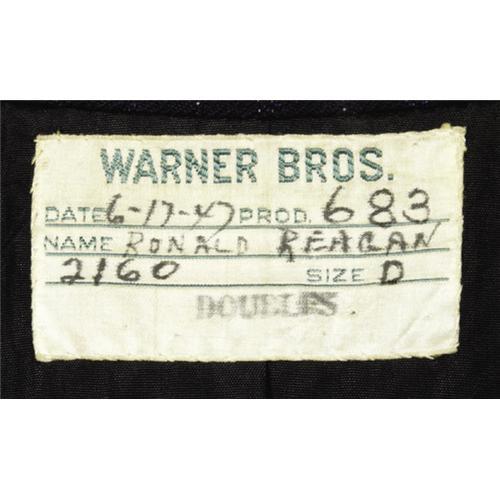 WARNER BROS.
DATE 6-17-47 PROD. 683
NAME RONALD REAGAN
2160 SIZE D
DOUBLES